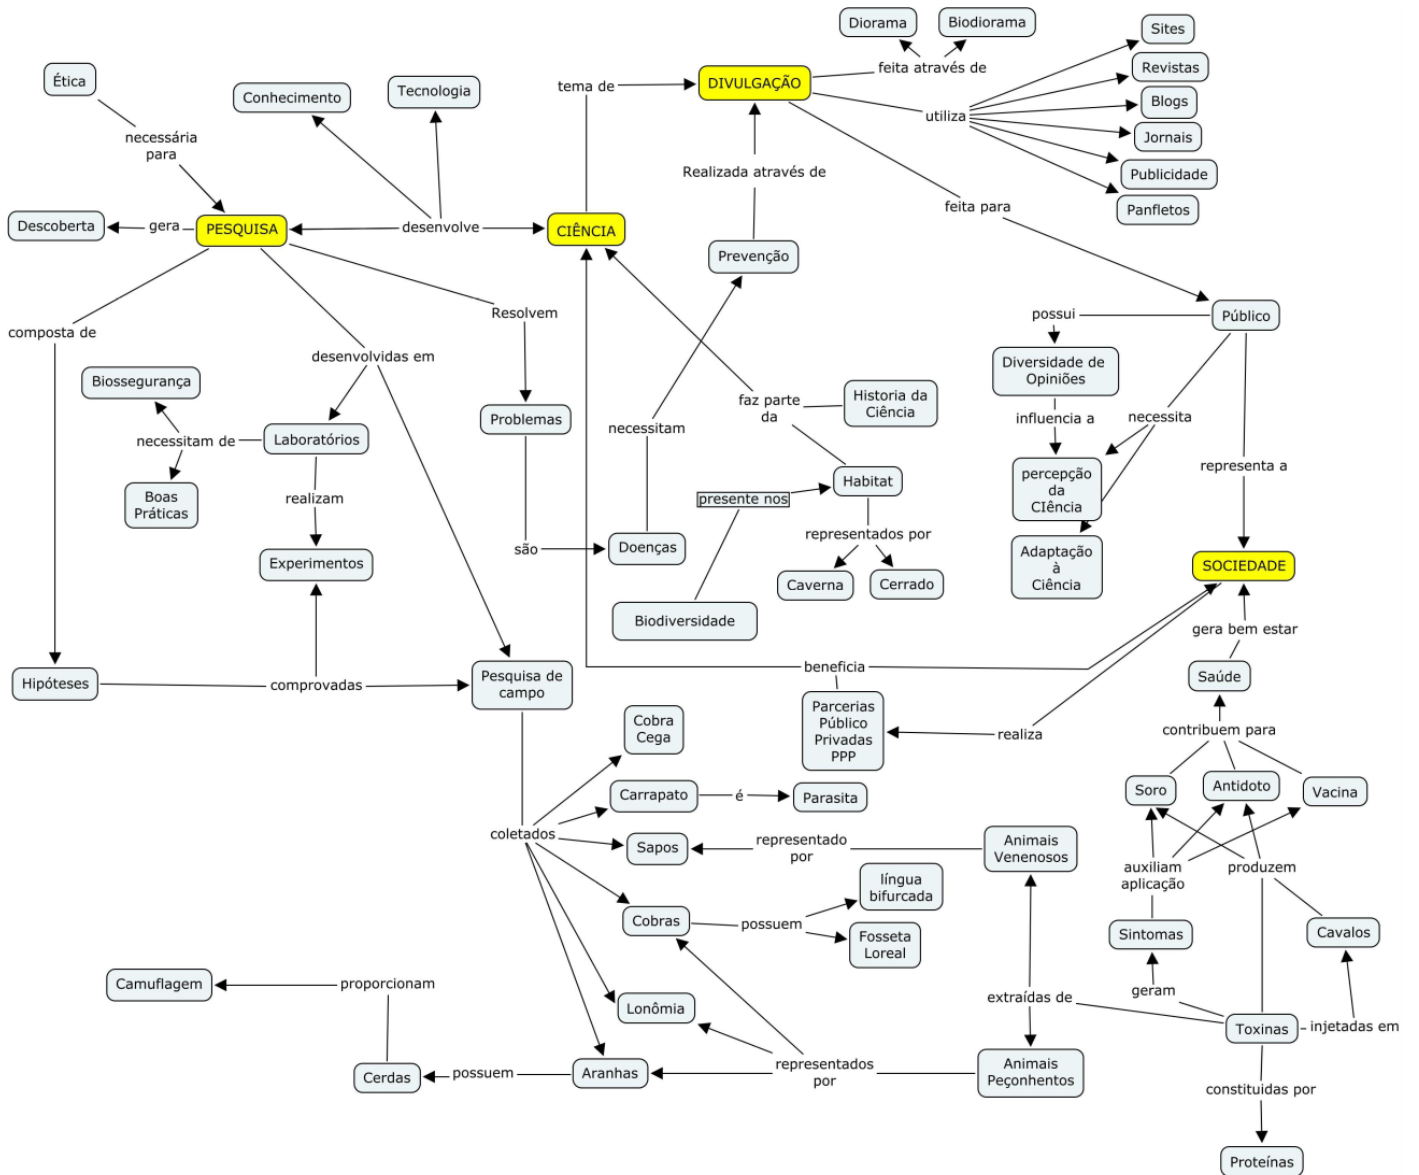 Diorama
Biodiorama
Sites
Ética
Conhecimento
Tecnologia
tema de
DIVULGAÇÃO
feita através de
Revistas
Blogs
utiliza
Jornais
necessária
para
Realizada através de
Publicidade
Panfletos
Descoberta
gera
PESQUISA
desenvolve
CIÊNCIA
feita para
Prevenção
composta de
Resolvem
possui
Público
desenvolvidas em
Diversidade de
Opiniões
Biossegurança
Problemas
faz parte
da
Historia da
Ciência
influencia a
necessita
necessitam de
Laboratórios
necessitam
Boas
Práticas
realizam
presente nos
Habitat
percepção
da
CIência
representa a
são
Doenças
representados por
Experimentos
Caverna
Cerrado
Adaptação
à
Ciência
SOCIEDADE
Biodiversidade
gera bem estar
Hipóteses
comprovadas
Pesquisa de
campo
beneficia
Saúde
Cobra
Cega
Parcerias
Público
Privadas
PPP
realiza
contribuem para
Carrapato
é
Parasita
Soro
Antidoto
Vacina
coletados
Sapos
representado
por
Animais
Venenosos
auxiliam
aplicação
produzem
língua
bifurcada
Cobras
possuem
Fosseta
Loreal
Sintomas
Cavalos
Camuflagem
proporcionam
Lonômia
extraídas de
geram
Toxinas
injetadas em
Cerdas
possuem
Aranhas
representados
por
Animais
Peçonhentos
constituidas por
Proteínas